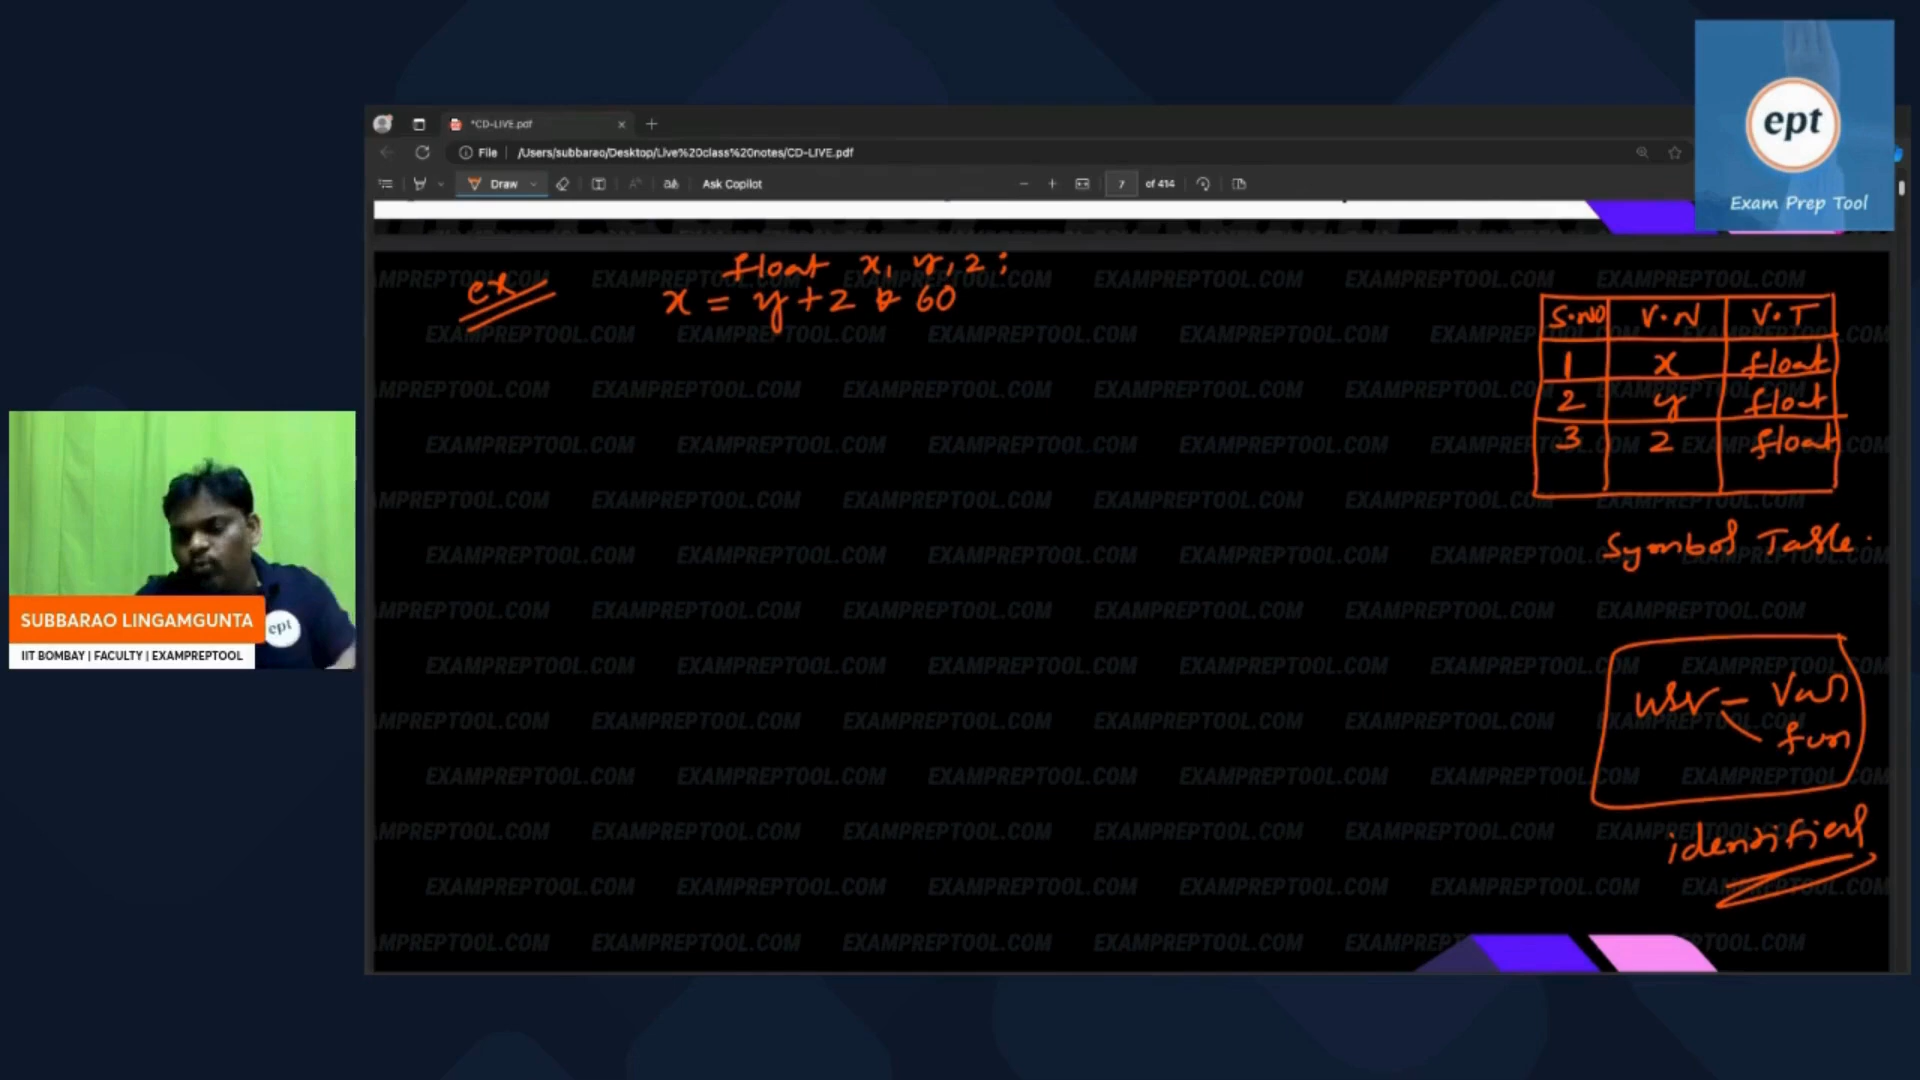 ept
Exam Prep Tool
*CD-LIVE.pdf
File | /Users/subbarao/Desktop/Live%20class%20notes/CD-LIVE.pdf
Draw
Ask Copilot
7 of 414
ex
float x, y, z ;
x = y + z * 60
S.NO V.N V.T
1 x float
2 y float
3 z float
Symbol Table.
var
fun
SUBBARAO LINGAMGUNTA
ept
IIT BOMBAY | FACULTY | EXAMPREPTOOL
EXAMPREPTOOL.COM